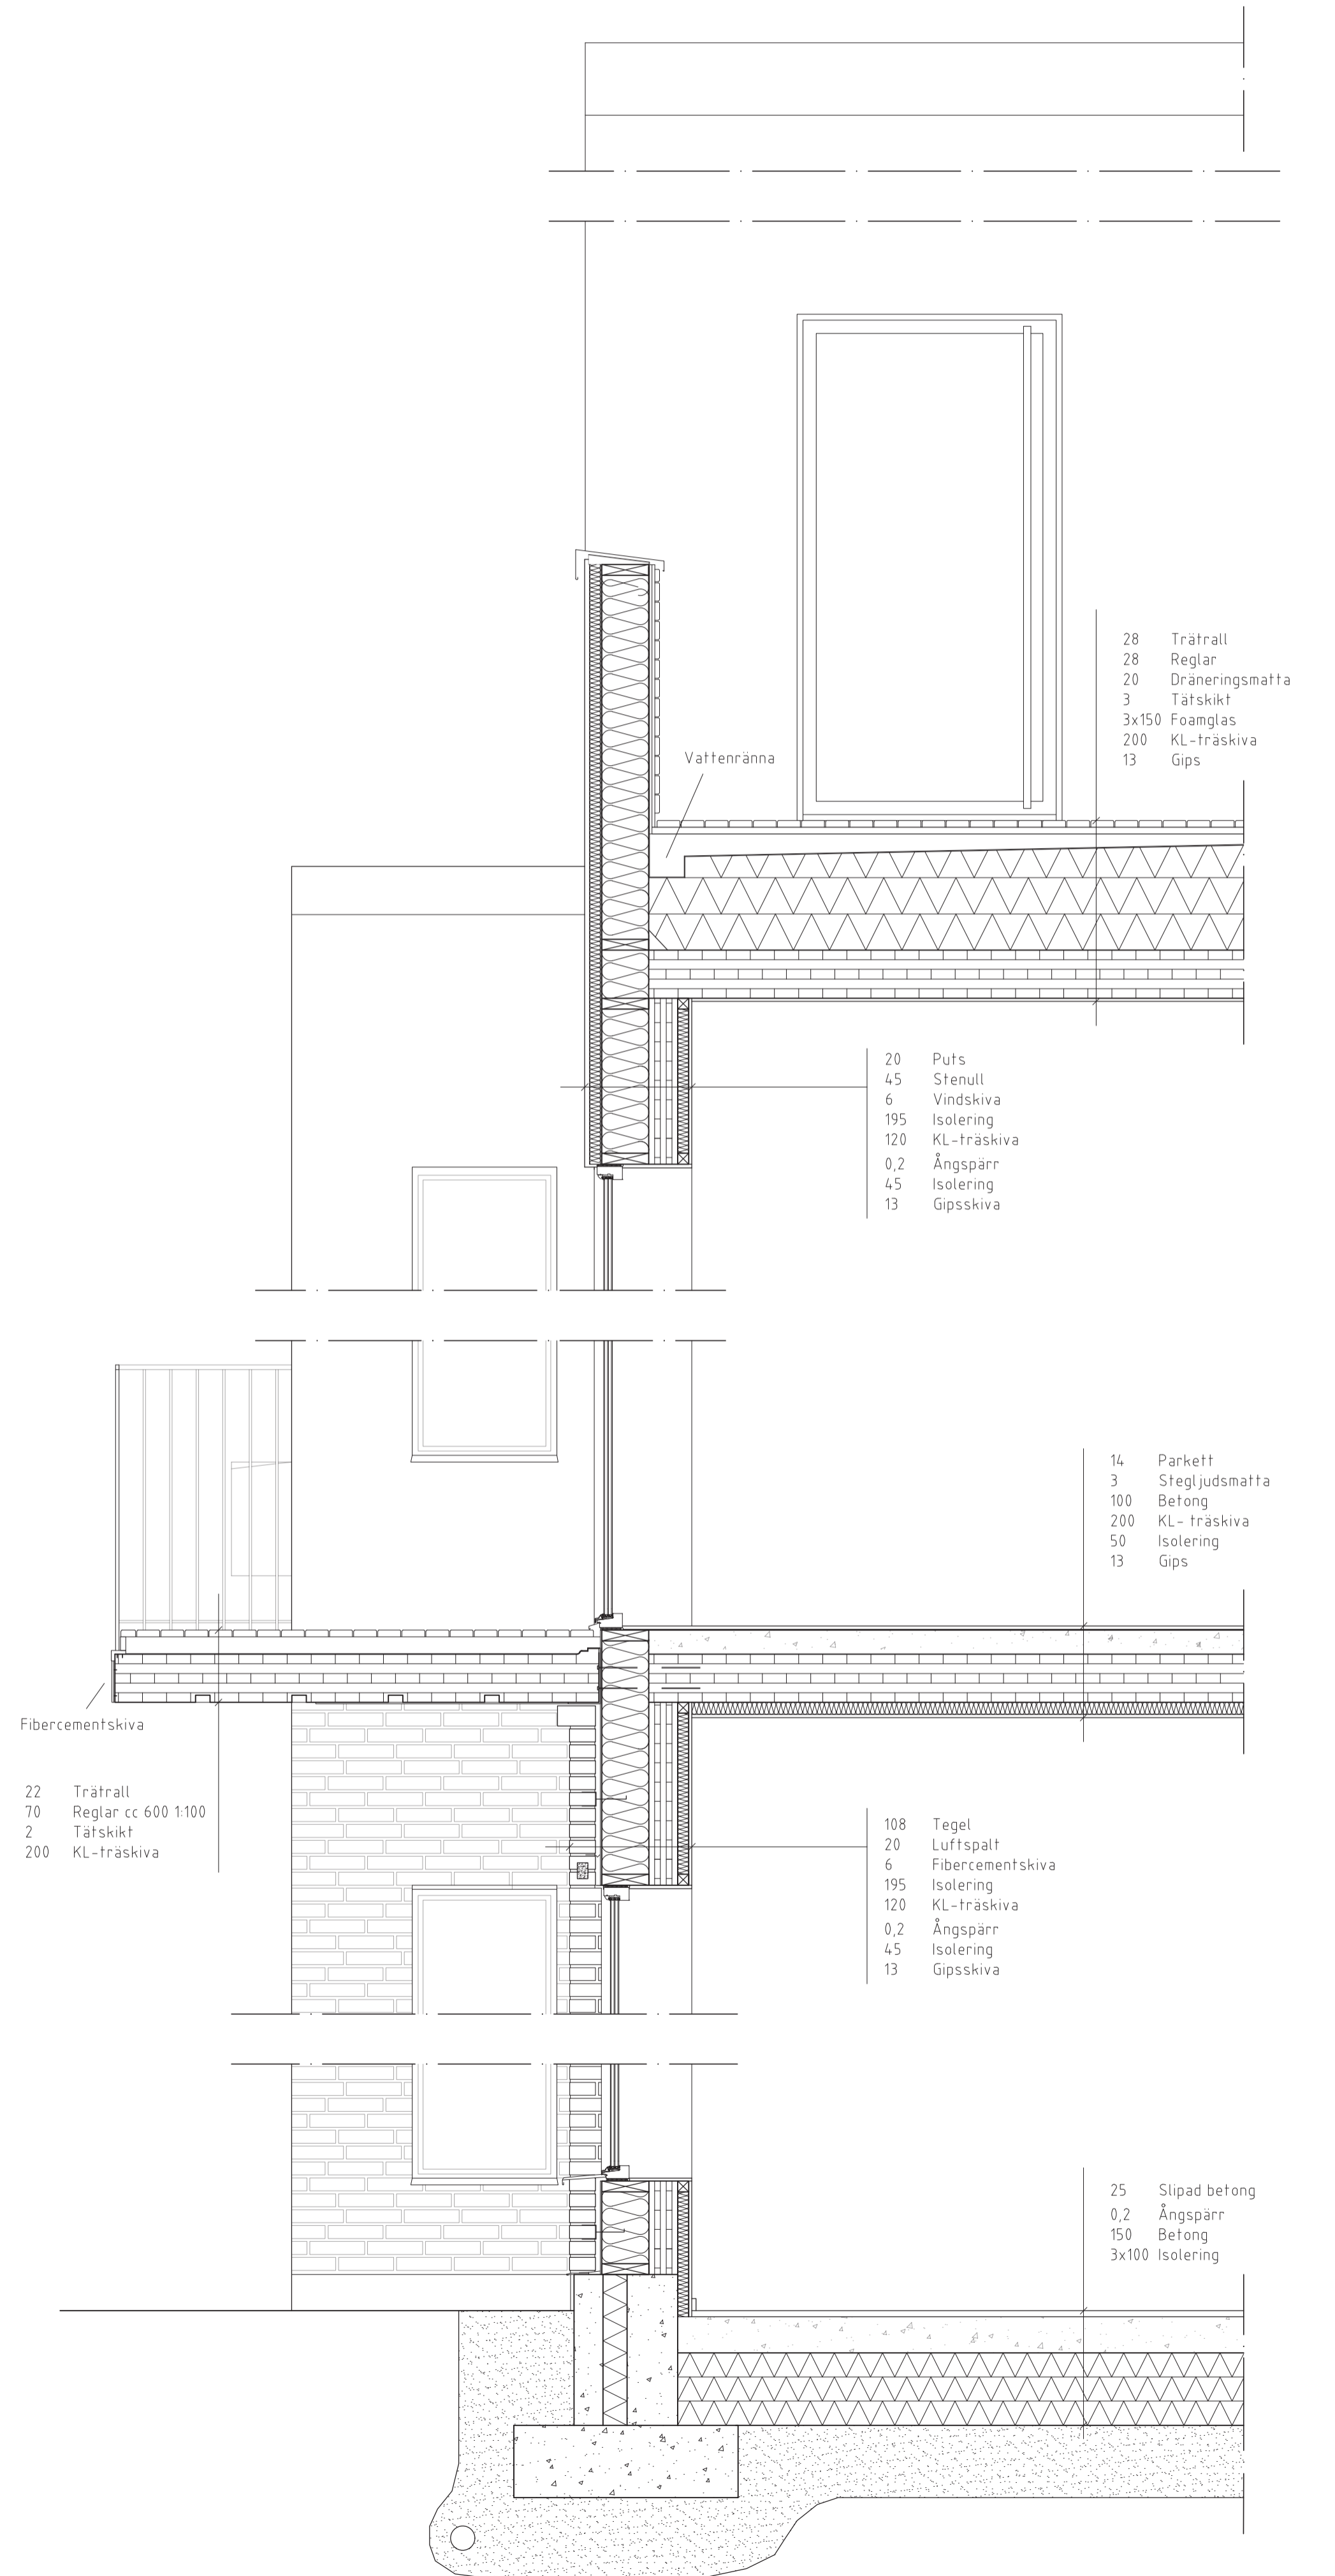 28 Trätrall
28 Reglar
20 Dräneringsmatta
3 Tätskikt
3x150 Foamglas
200 KL-träskiva
13 Gips
Vattenränna
20 Puts
45 Stenull
6 Vindskiva
195 Isolering
120 KL-träskiva
0,2 Ångspärr
45 Isolering
13 Gipsskiva
14 Parkett
3 Stegljudsmatta
100 Betong
200 KL- träskiva
50 Isolering
13 Gips
Fibercementskiva
22 Trätrall
70 Reglar cc 600 1:100
2 Tätskikt
200 KL-träskiva
108 Tegel
20 Luftspalt
6 Fibercementskiva
195 Isolering
120 KL-träskiva
0,2 Ångspärr
45 Isolering
13 Gipsskiva
25 Slipad betong
0,2 Ångspärr
150 Betong
3x100 Isolering